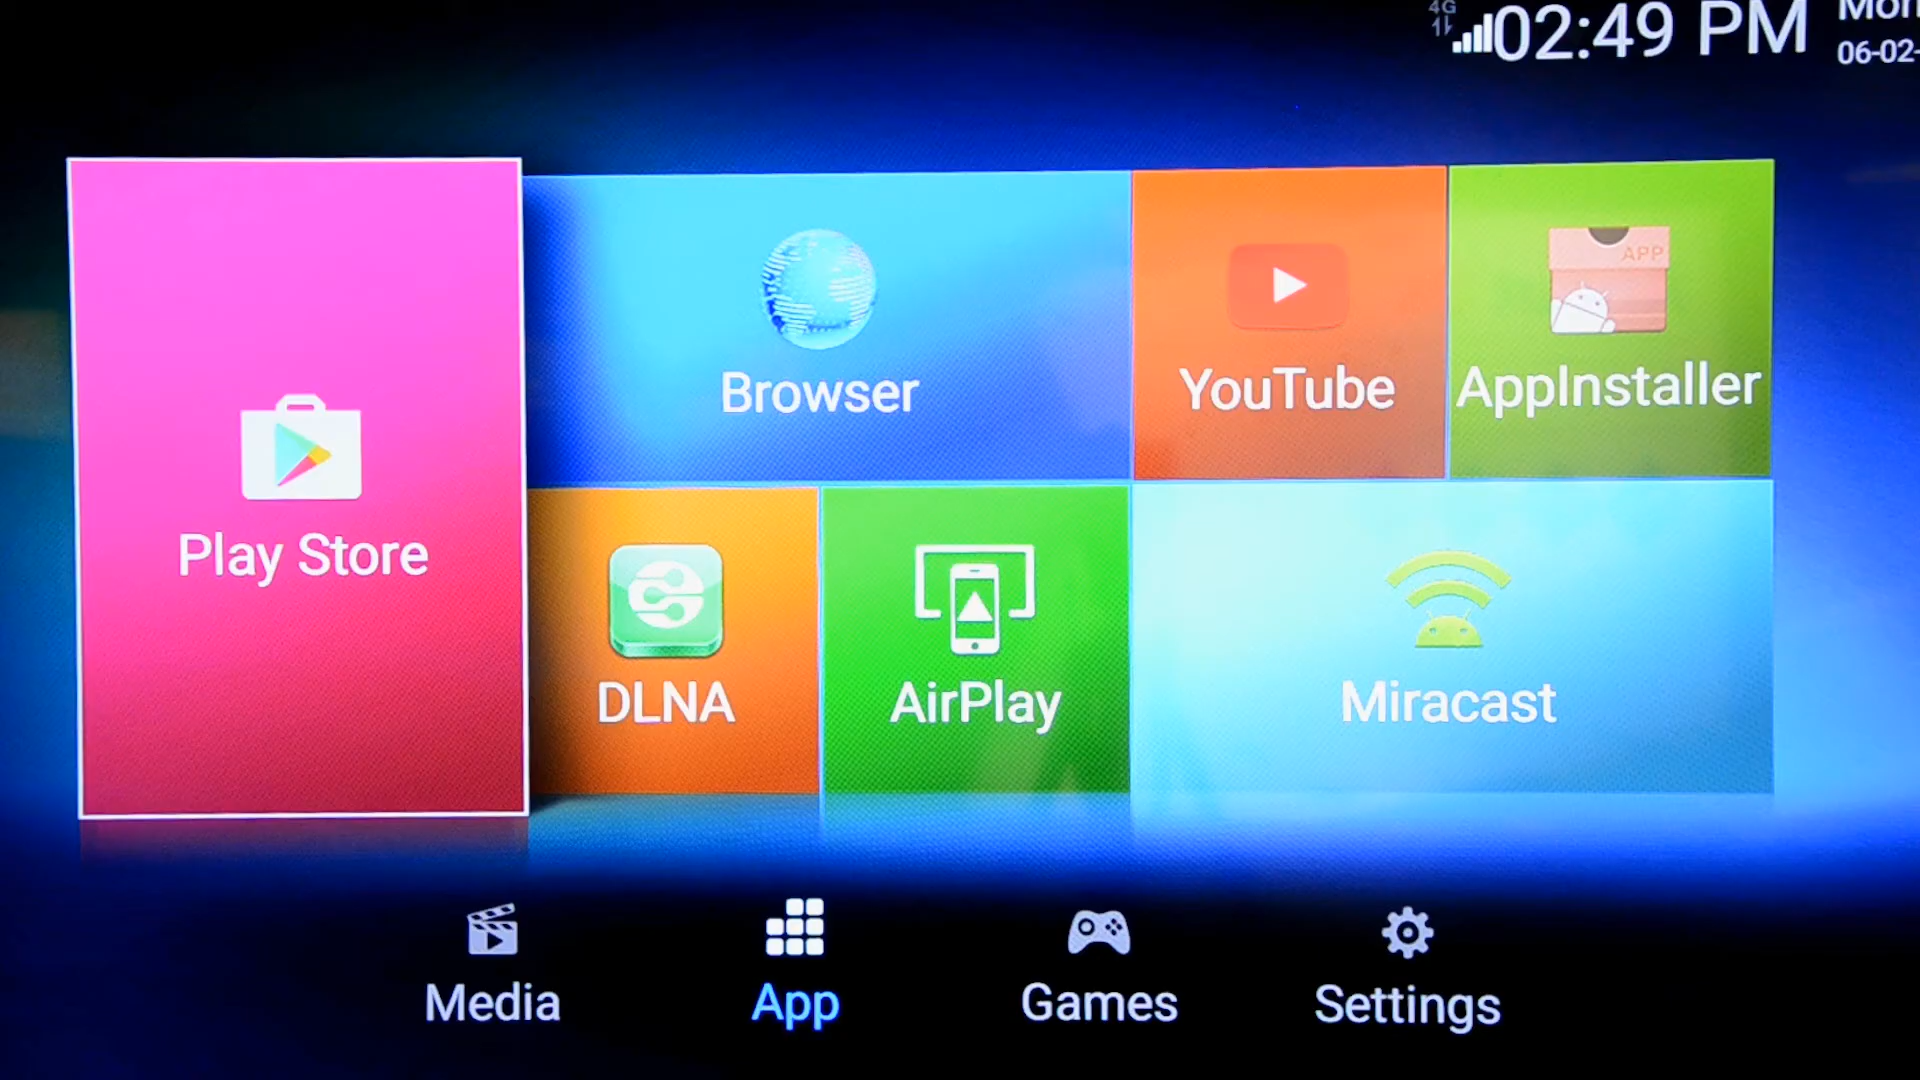 4G
02:49 PM
Mon
06-02-
Play Store
Browser
YouTube
APP
AppInstaller
DLNA
AirPlay
Miracast
Media
App
Games
Settings